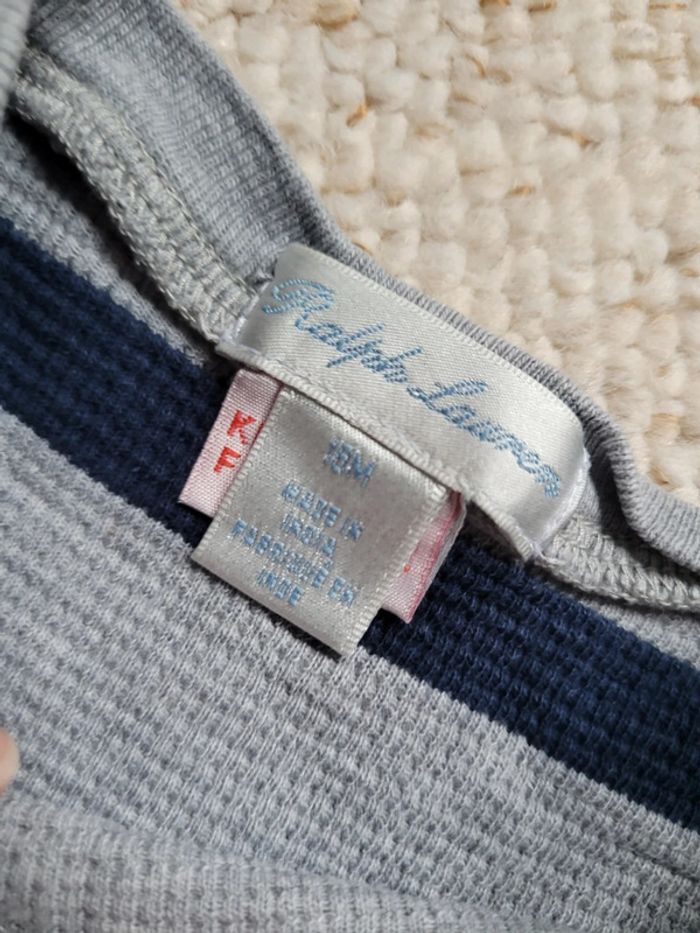 Ralph Lauren
18M
MADE IN
INDIA
FABRIQUÉ EN
INDE